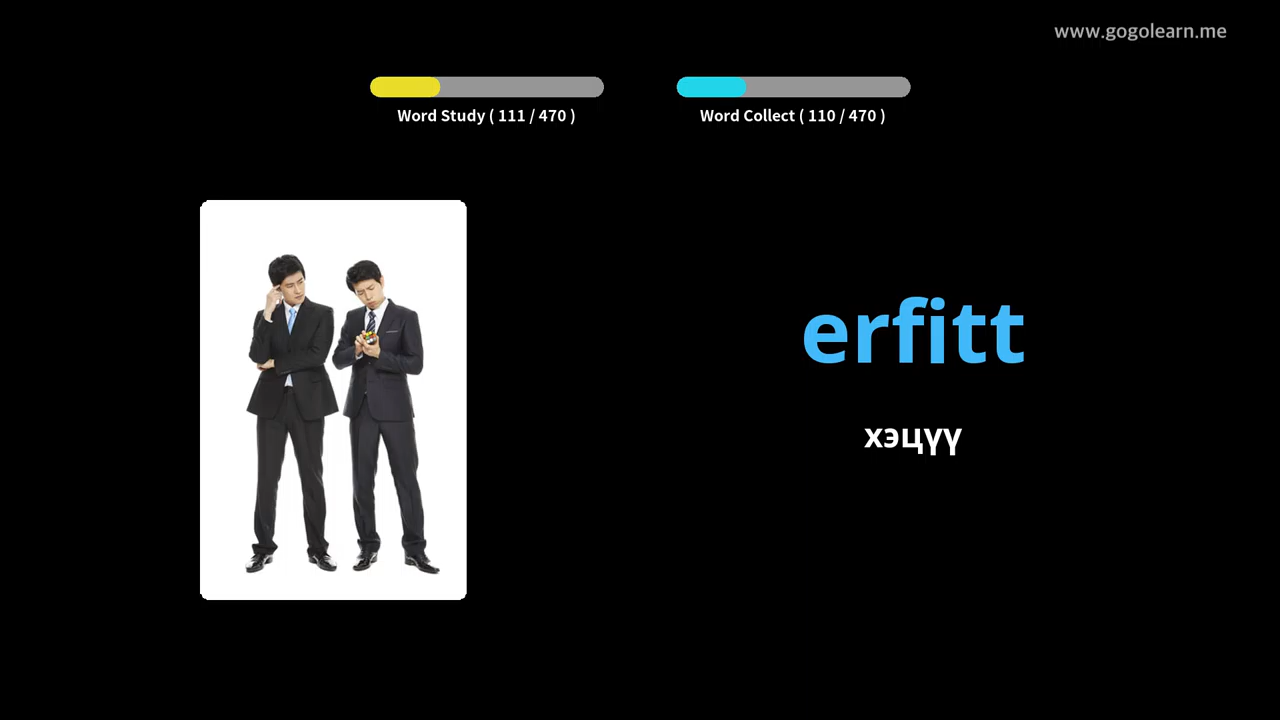 www.gogolearn.me
Word Study ( 111 / 470 )
Word Collect ( 110 / 470 )
erfitt
хэцүү